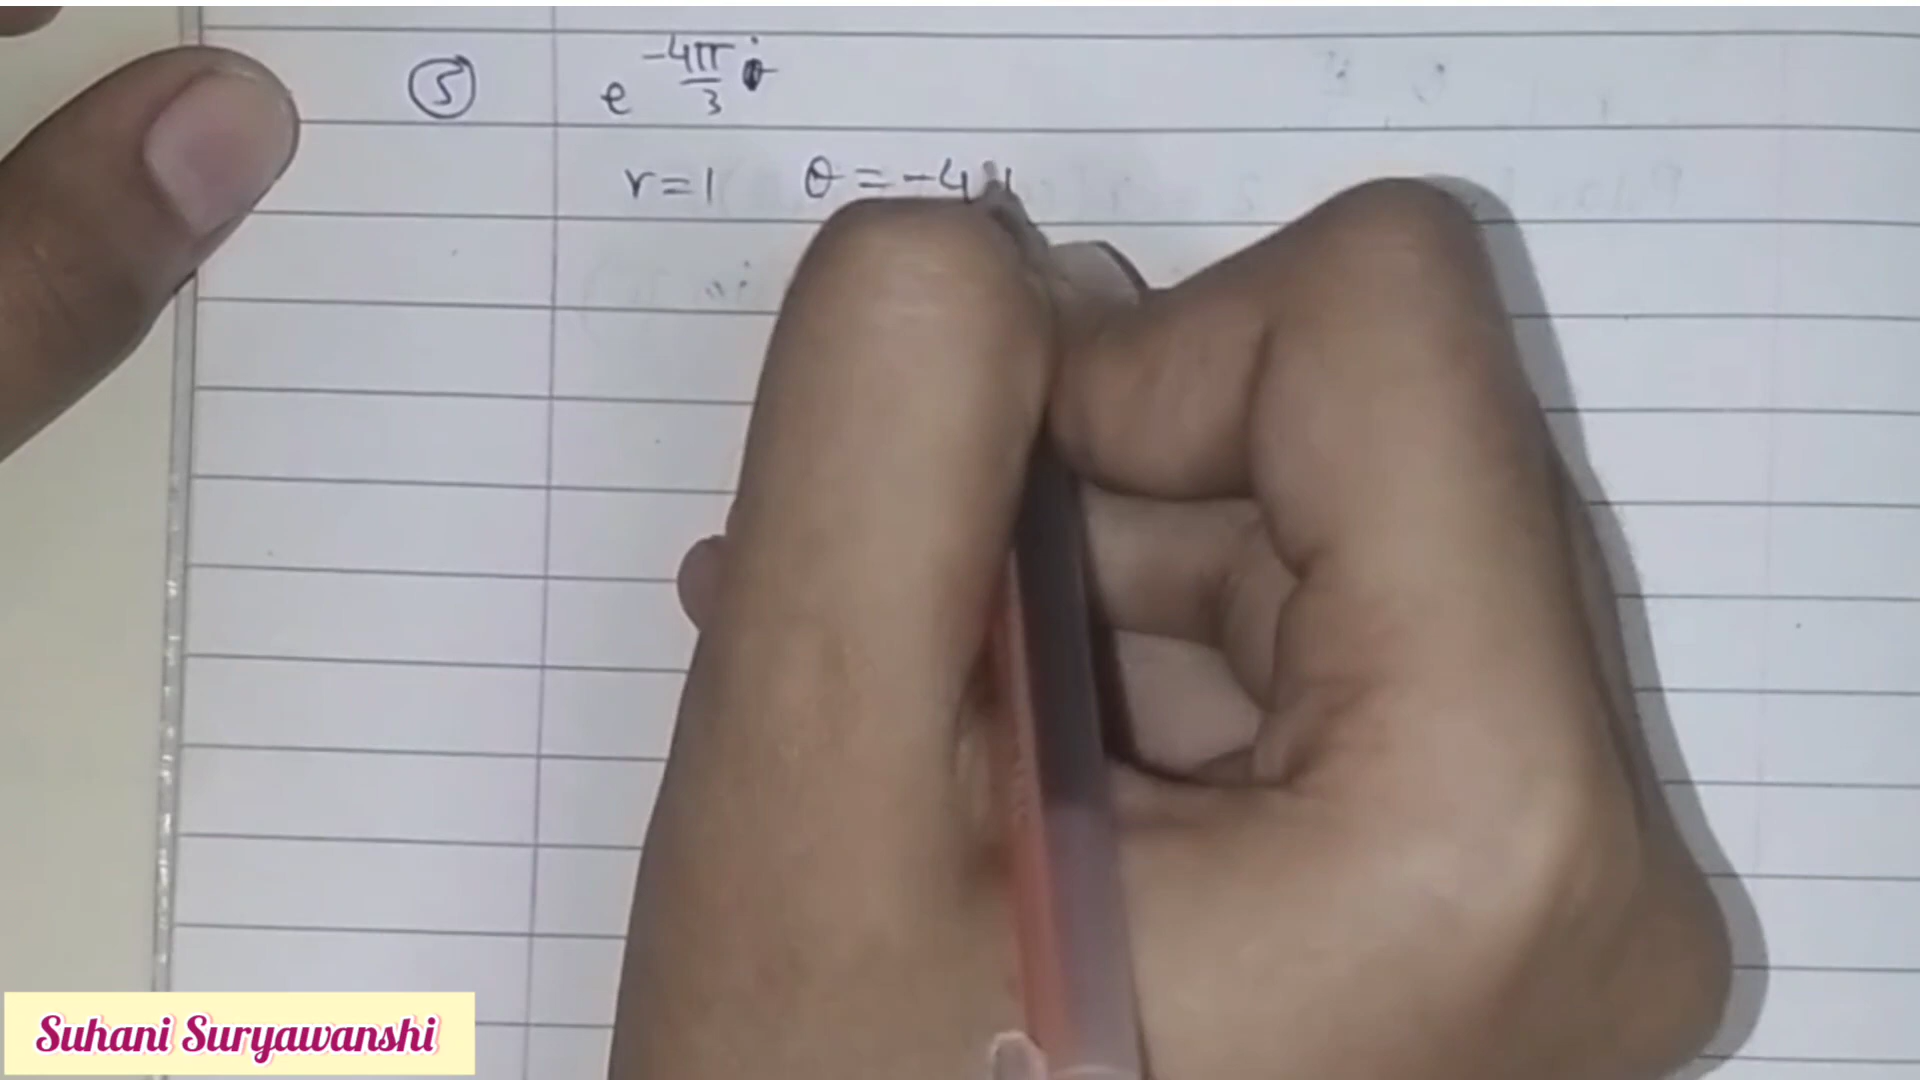 ⑤ e^{-4π/3 i}
r=1 θ=-4
Suhani Suryawanshi